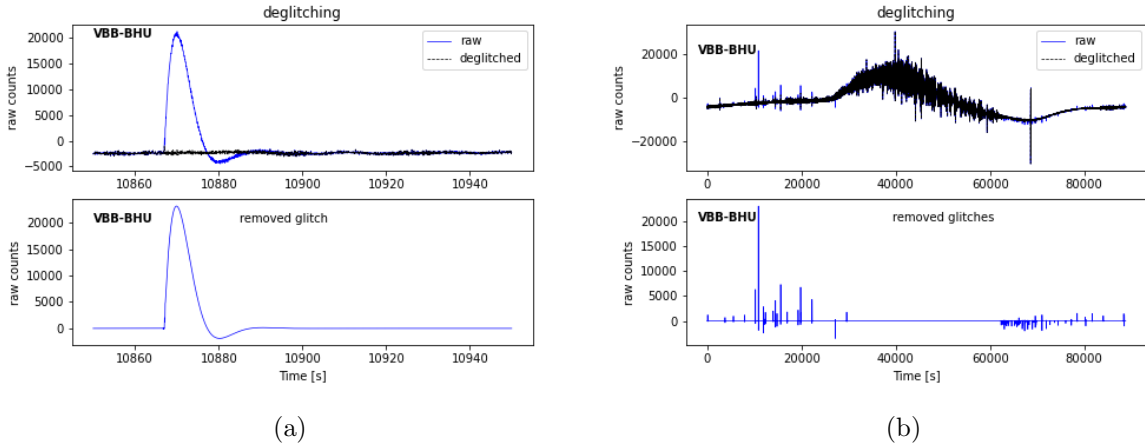 deglitching
VBB-BHU
raw
deglitched
raw counts
20000
15000
10000
5000
0
−5000
10860
10880
10900
10920
10940
VBB-BHU
removed glitch
raw counts
20000
15000
10000
5000
0
10860
10880
10900
10920
10940
Time [s]
(a)
deglitching
VBB-BHU
raw
deglitched
raw counts
20000
0
−20000
0
20000
40000
60000
80000
VBB-BHU
removed glitches
raw counts
20000
15000
10000
5000
0
0
20000
40000
60000
80000
Time [s]
(b)